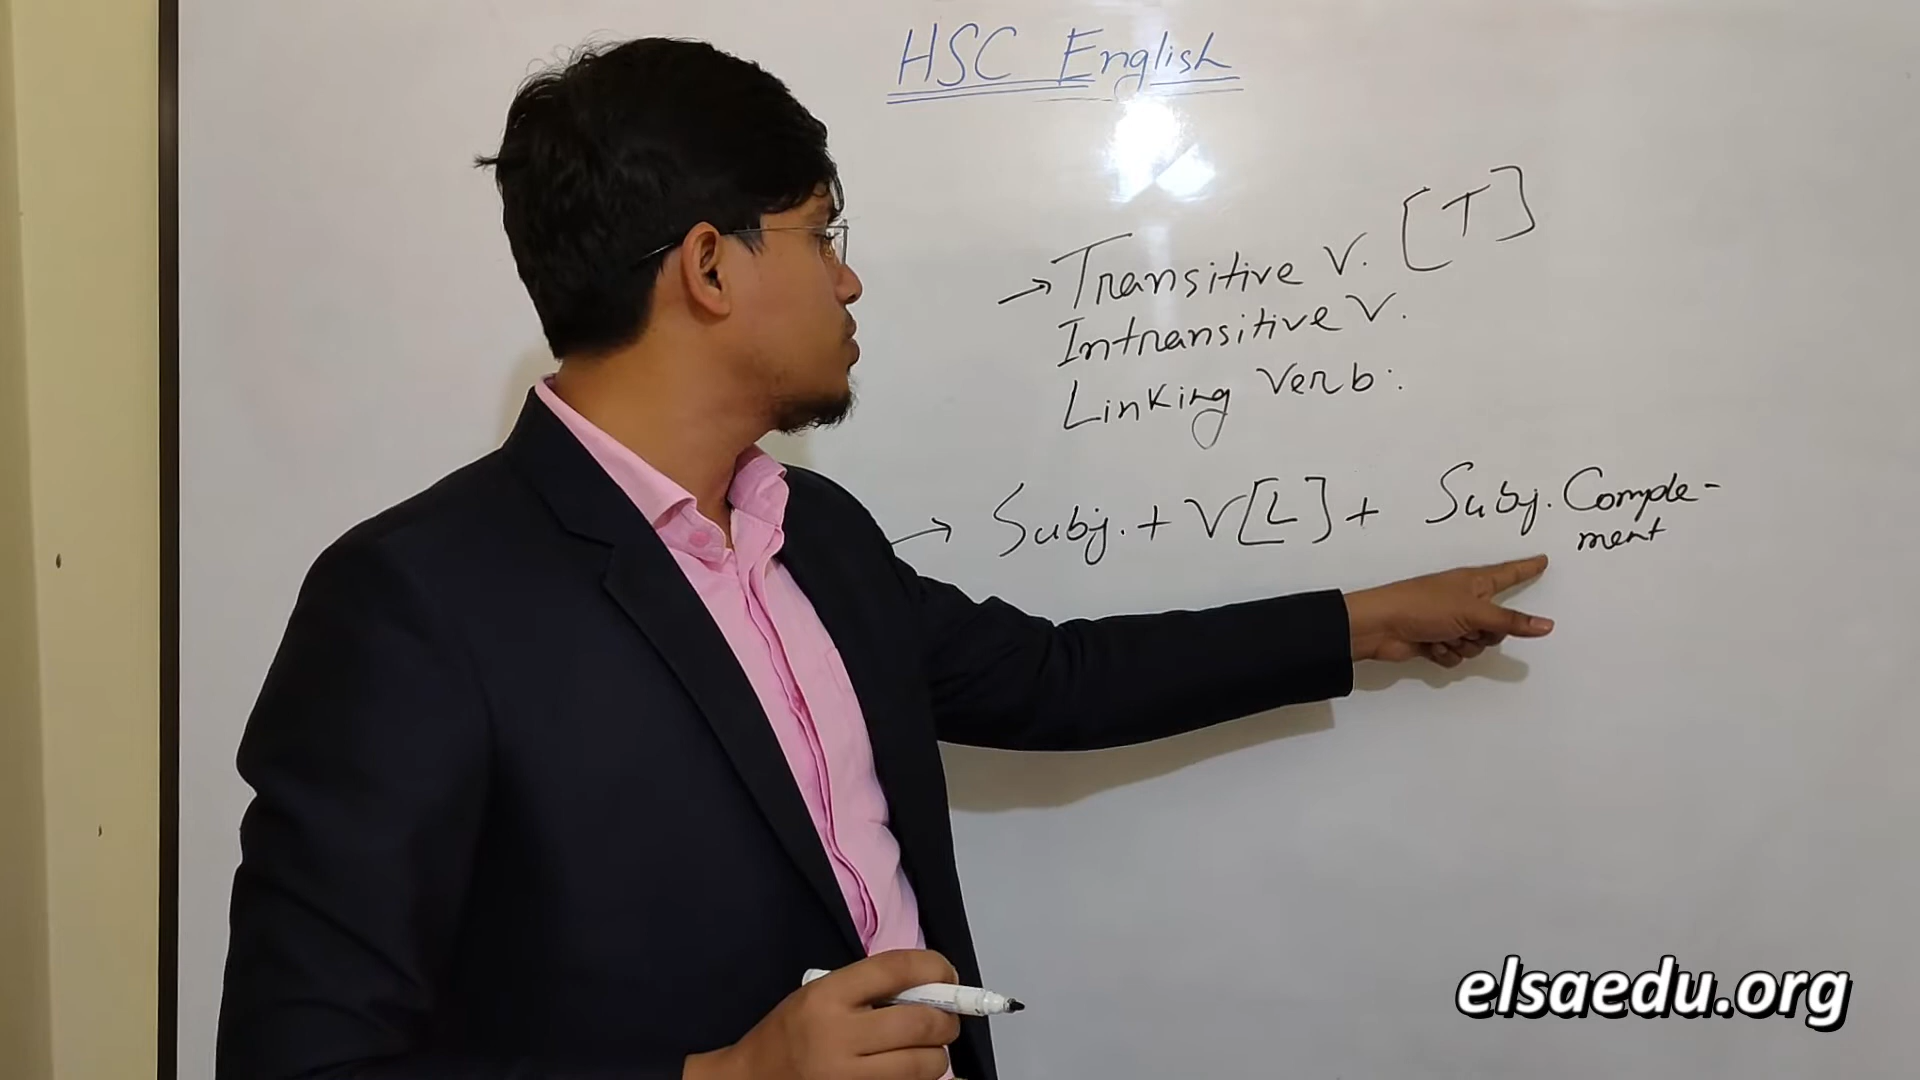 HSC English
→ Transitive V. [T]
Intransitive V.
Linking Verb.
→ Subj. + V[L] + Subj. Comple-
ment
elsaedu.org